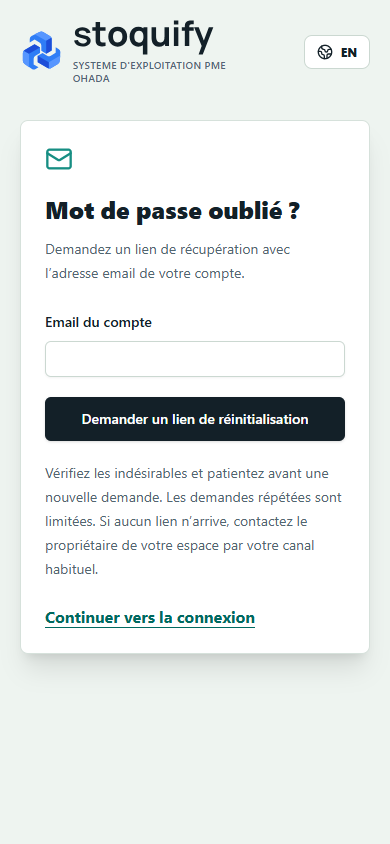 stoquify
SYSTEME D'EXPLOITATION PME
OHADA
EN
Mot de passe oublié ?
Demandez un lien de récupération avec
l’adresse email de votre compte.
Email du compte
Demander un lien de réinitialisation
Vérifiez les indésirables et patientez avant une
nouvelle demande. Les demandes répétées sont
limitées. Si aucun lien n’arrive, contactez le
propriétaire de votre espace par votre canal
habituel.
Continuer vers la connexion